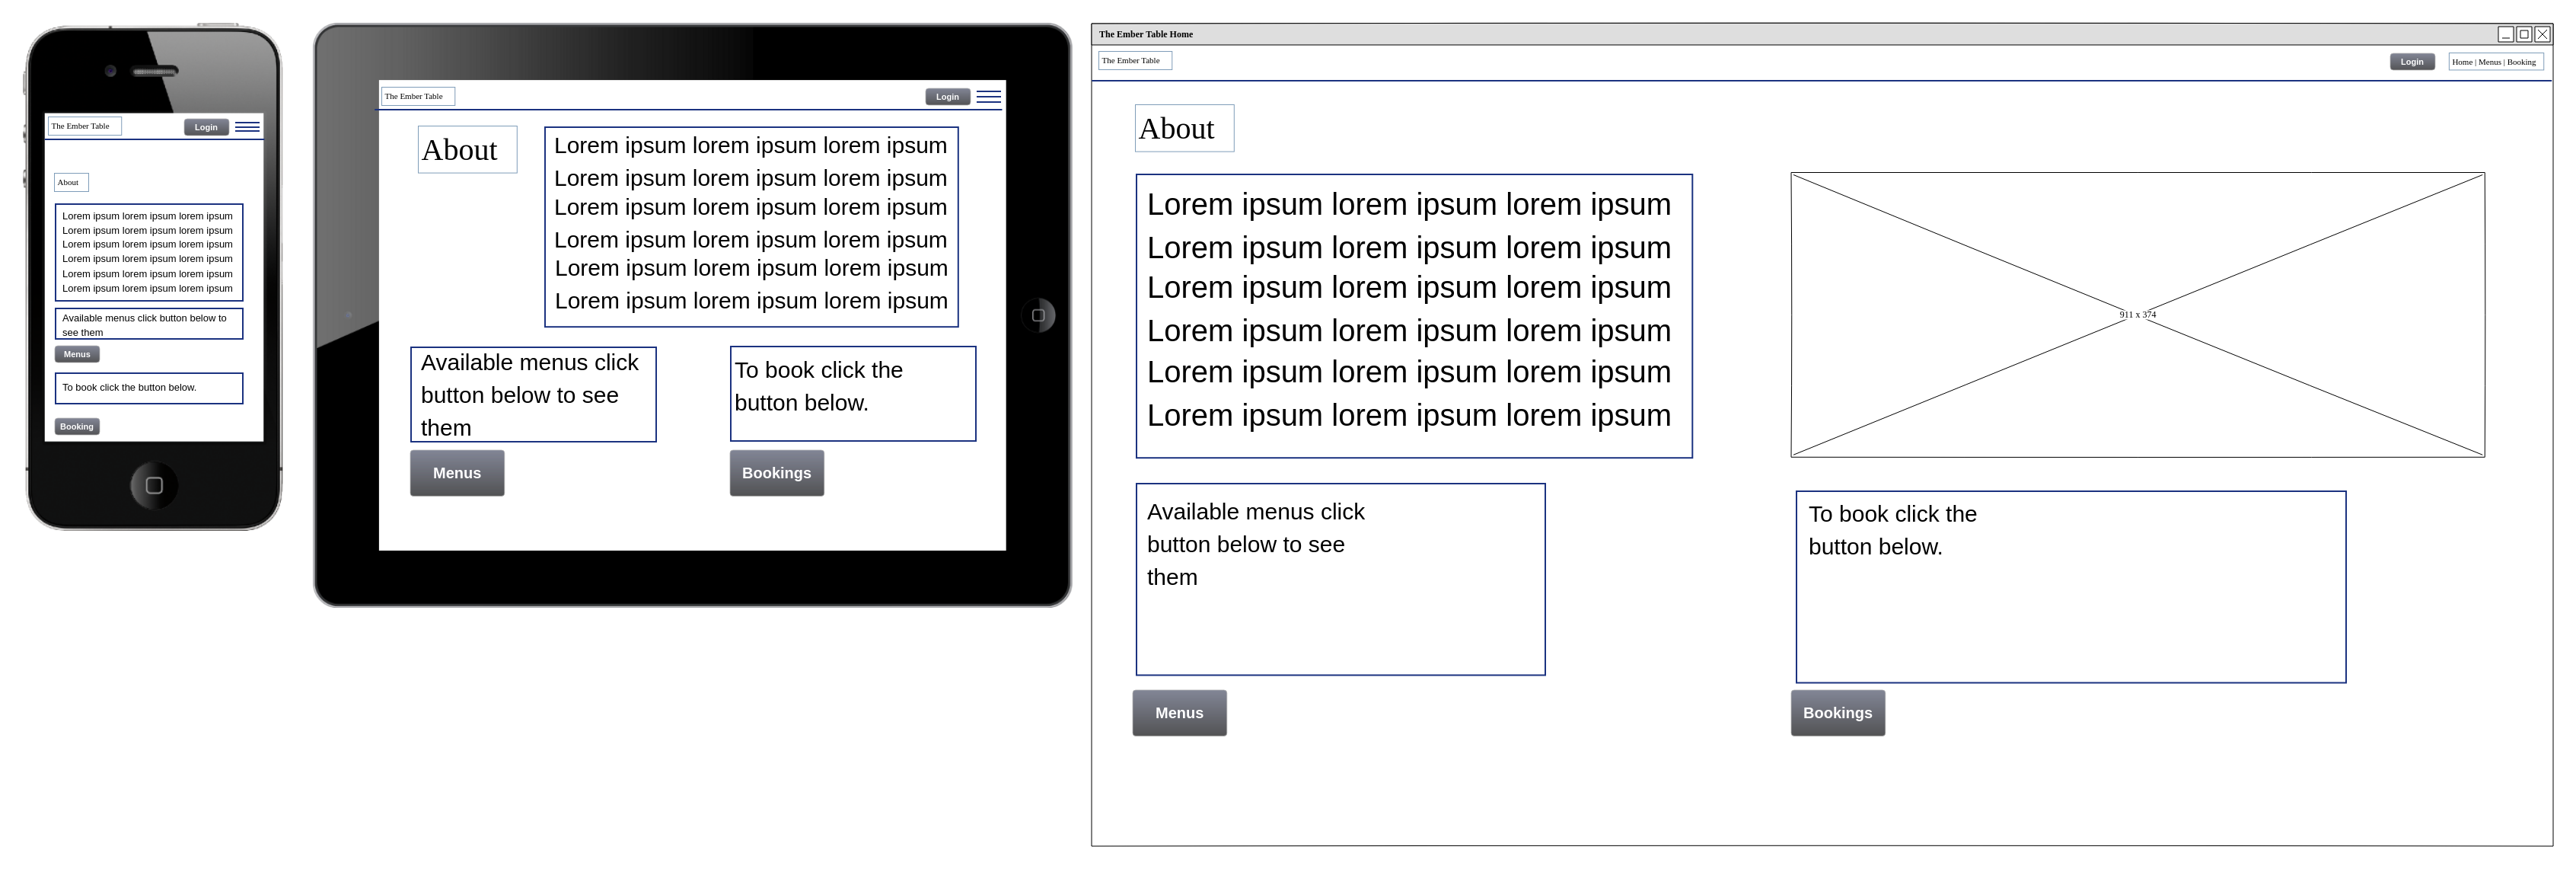 The Ember Table
Login
About
Lorem ipsum lorem ipsum lorem ipsum
Lorem ipsum lorem ipsum lorem ipsum
Lorem ipsum lorem ipsum lorem ipsum
Lorem ipsum lorem ipsum lorem ipsum
Lorem ipsum lorem ipsum lorem ipsum
Lorem ipsum lorem ipsum lorem ipsum
Available menus click button below to
see them
Menus
To book click the button below.
Booking
The Ember Table
Login
About
Lorem ipsum lorem ipsum lorem ipsum
Lorem ipsum lorem ipsum lorem ipsum
Lorem ipsum lorem ipsum lorem ipsum
Lorem ipsum lorem ipsum lorem ipsum
Lorem ipsum lorem ipsum lorem ipsum
Lorem ipsum lorem ipsum lorem ipsum
Available menus click
button below to see
them
Menus
To book click the
button below.
Bookings
The Ember Table Home
The Ember Table
Login
Home | Menus | Booking
About
Lorem ipsum lorem ipsum lorem ipsum
Lorem ipsum lorem ipsum lorem ipsum
Lorem ipsum lorem ipsum lorem ipsum
Lorem ipsum lorem ipsum lorem ipsum
Lorem ipsum lorem ipsum lorem ipsum
Lorem ipsum lorem ipsum lorem ipsum
911 x 374
Available menus click
button below to see
them
Menus
To book click the
button below.
Bookings